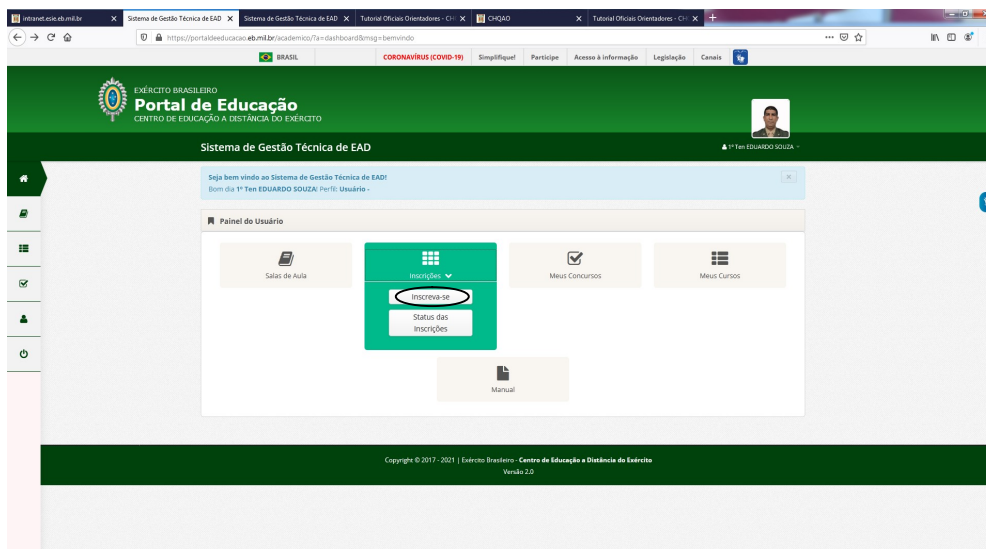 intranet.esie.eb.mil.br
Sistema de Gestão Técnica de EAD
Sistema de Gestão Técnica de EAD
Tutorial Oficiais Orientadores - CH
CHQAO
Tutorial Oficiais Orientadores - CH
https://portaldeeducacao.eb.mil.br/academico/?a=dashboard&msg=bemvindo
BRASIL
CORONAVÍRUS (COVID-19)
Simplifique!
Participe
Acesso à informação
Legislação
Canais
EXÉRCITO BRASILEIRO
Portal de Educação
CENTRO DE EDUCAÇÃO A DISTÂNCIA DO EXÉRCITO
Sistema de Gestão Técnica de EAD
1º Ten EDUARDO SOUZA
Seja bem vindo ao Sistema de Gestão Técnica de EAD!
Bom dia 1º Ten EDUARDO SOUZA! Perfil: Usuário -
Painel do Usuário
Salas de Aula
Inscrições
Meus Concursos
Meus Cursos
Inscreva-se
Status das
Inscrições
Manual
Copyright © 2017 - 2021 | Exército Brasileiro - Centro de Educação a Distância do Exército
Versão 2.0